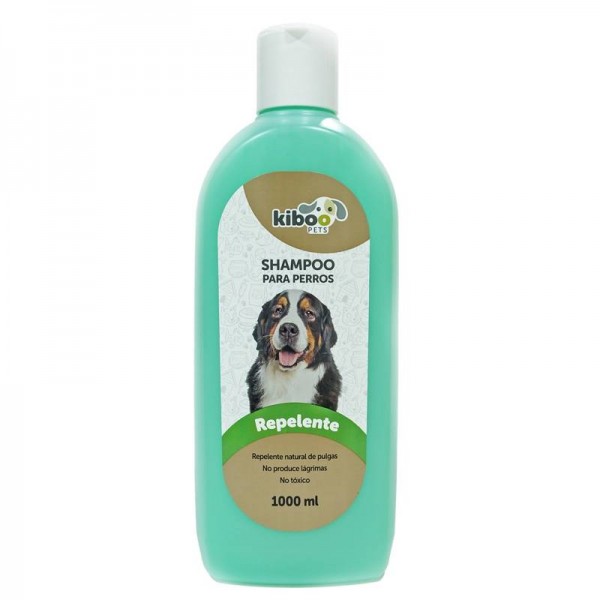 kiboo
PETS
SHAMPOO
PARA PERROS
Repelente
Repelente natural de pulgas
No produce lágrimas
No tóxico
1000 ml